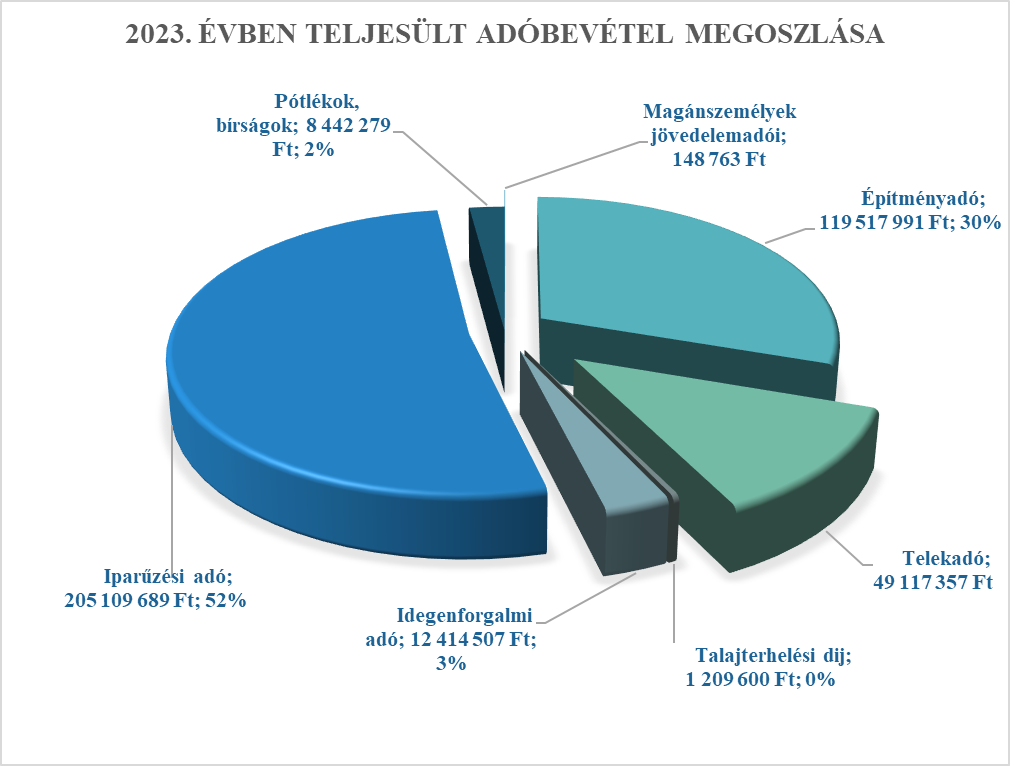 2023. ÉVBEN TELJESÜLT ADÓBEVÉTEL MEGOSZLÁSA
Pótlékok,
bírságok; 8 442 279
Ft; 2%
Magánszemélyek
jövedelemadói;
148 763 Ft
Építményadó;
119 517 991 Ft; 30%
Telekadó;
49 117 357 Ft
Talajterhelési dij;
1 209 600 Ft; 0%
Idegenforgalmi
adó; 12 414 507 Ft;
3%
Iparűzési adó;
205 109 689 Ft; 52%